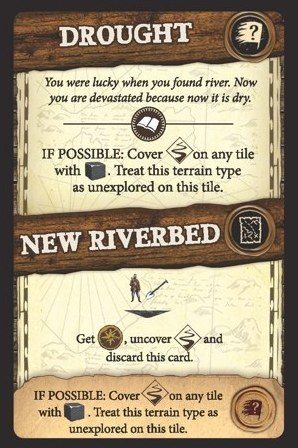 DROUGHT
You were lucky when you found river. Now
you are devastated because now it is dry.
IF POSSIBLE: Cover on any tile
with . Treat this terrain type
as unexplored on this tile.
NEW RIVERBED
Get , uncover and
discard this card.
IF POSSIBLE: Cover on any tile
with . Treat this terrain type as
unexplored on this tile.